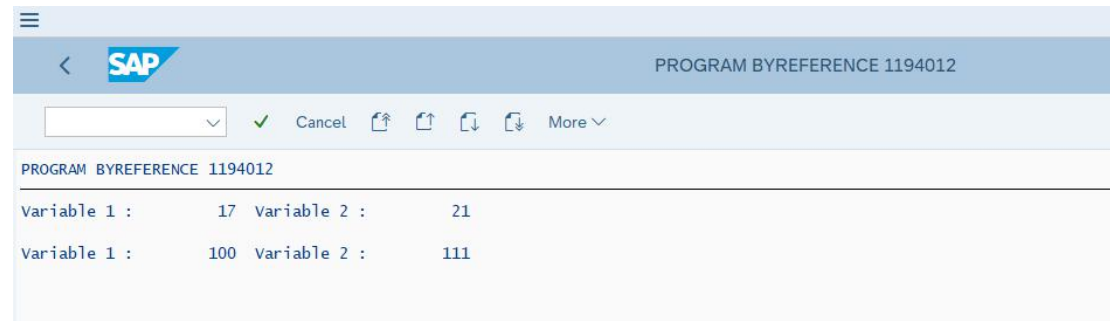 SAP
PROGRAM BYREFERENCE 1194012
Cancel More
PROGRAM BYREFERENCE 1194012
Variable 1 : 17 Variable 2 : 21
Variable 1 : 100 Variable 2 : 111